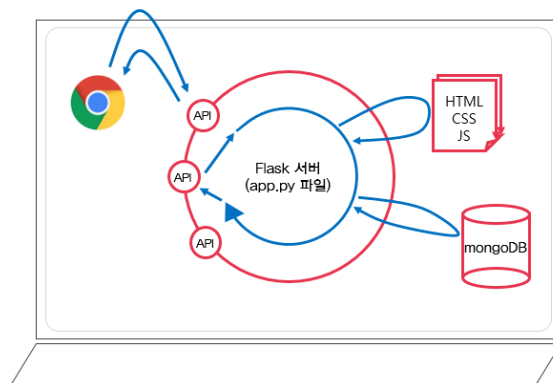 API
HTML
CSS
JS
API
Flask 서버
(app.py 파일)
API
mongoDB